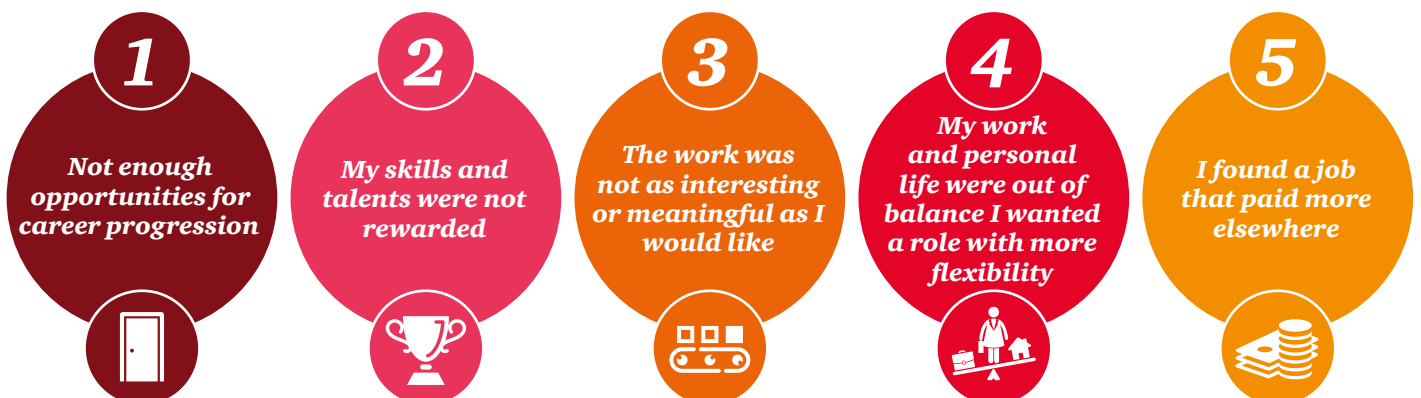 1
Not enough
opportunities for
career progression
2
My skills and
talents were not
rewarded
3
The work was
not as interesting
or meaningful as I
would like
4
My work
and personal
life were out of
balance I wanted
a role with more
flexibility
5
I found a job
that paid more
elsewhere